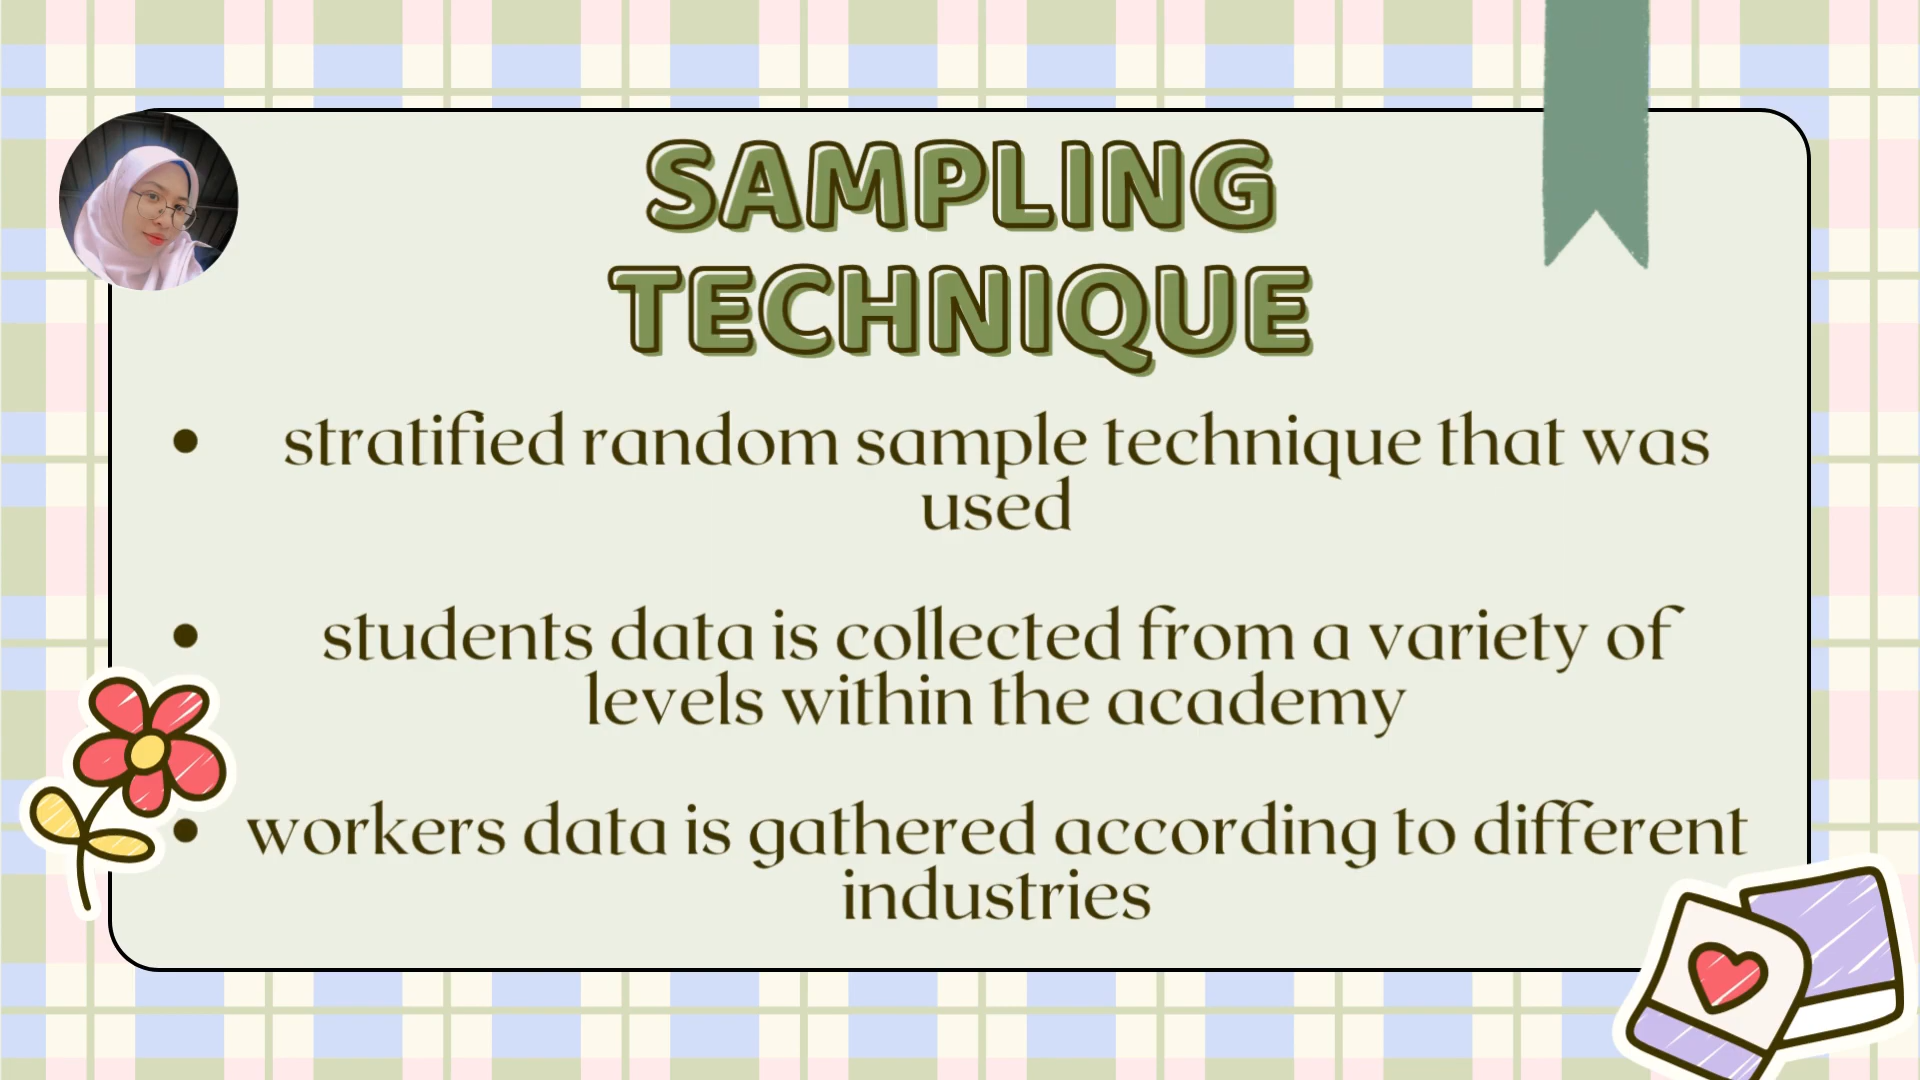 SAMPLING
TECHNIQUE
• stratified random sample technique that was
used
• students data is collected from a variety of
levels within the academy
• workers data is gathered according to different
industries